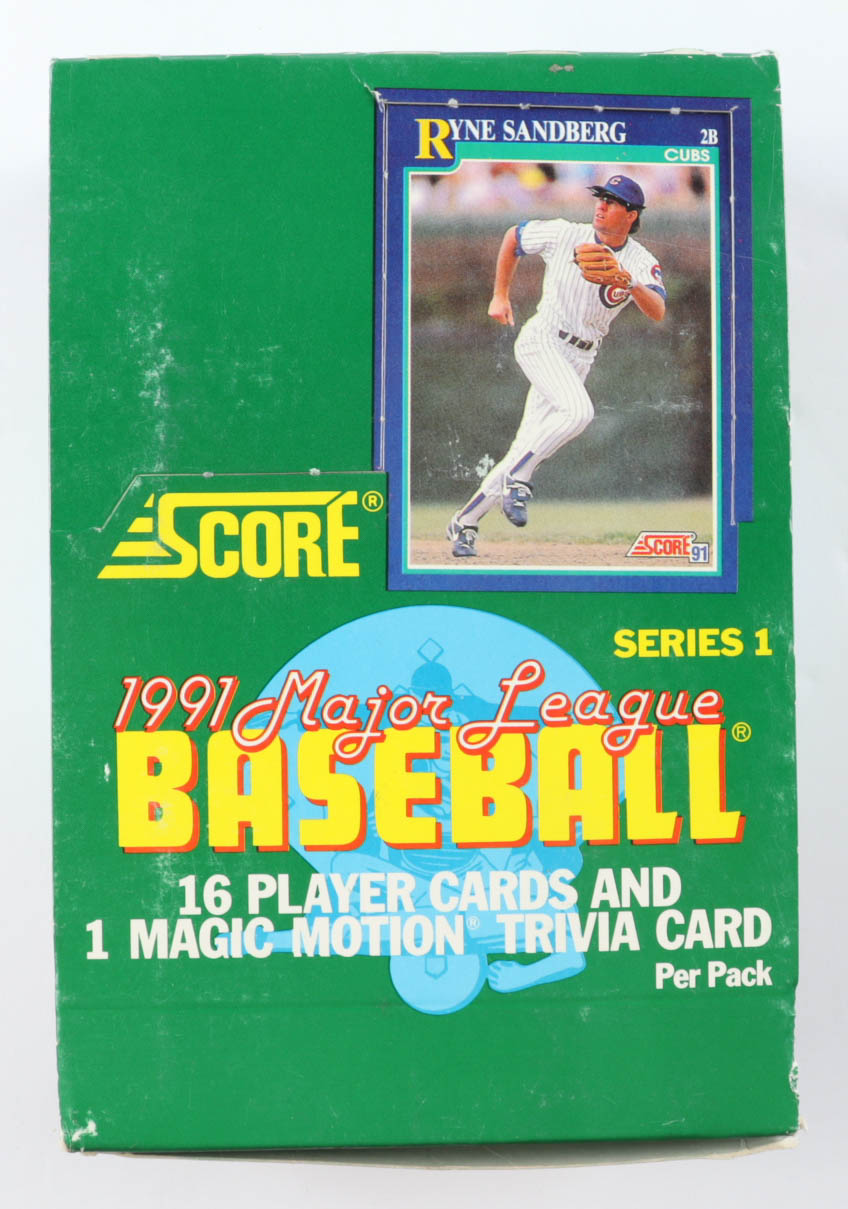 RYNE SANDBERG 2B
CUBS
C
CUBS
SCORE 91
SCORE®
SERIES 1
1991 Major League
BASEBALL®
16 PLAYER CARDS AND
1 MAGIC MOTION® TRIVIA CARD
Per Pack